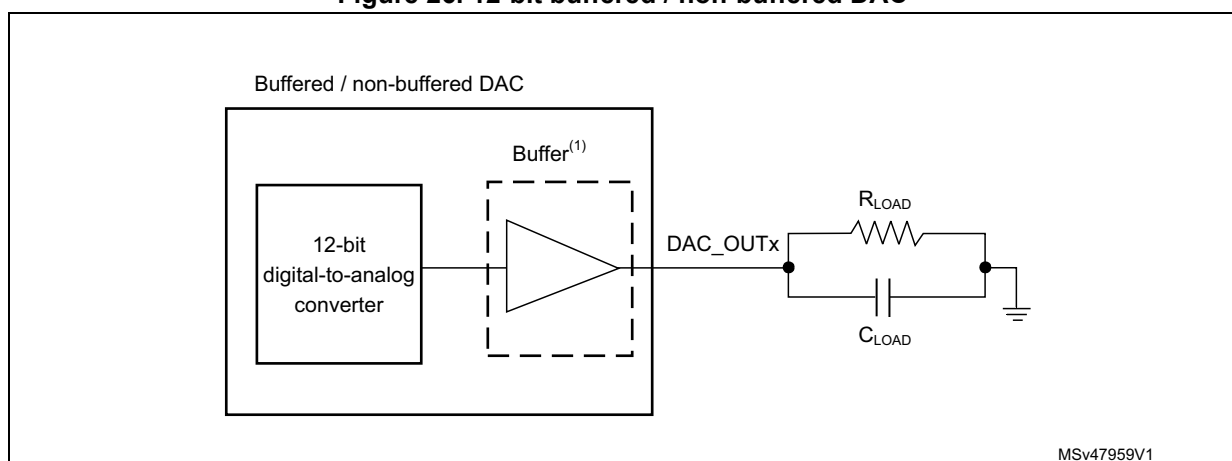 Buffered / non-buffered DAC
Buffer(1)
12-bit
digital-to-analog
converter
DAC_OUTx
RLOAD
CLOAD
MSv47959V1